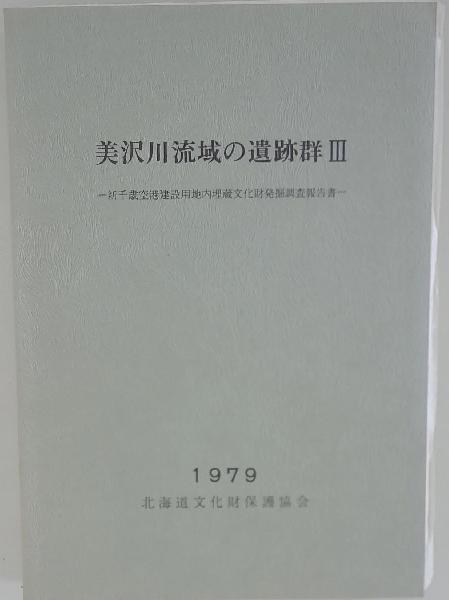 美沢川流域の遺跡群Ⅲ
―新千歳空港建設用地内埋蔵文化財発掘調査報告書―
1979
北海道文化財保護協会